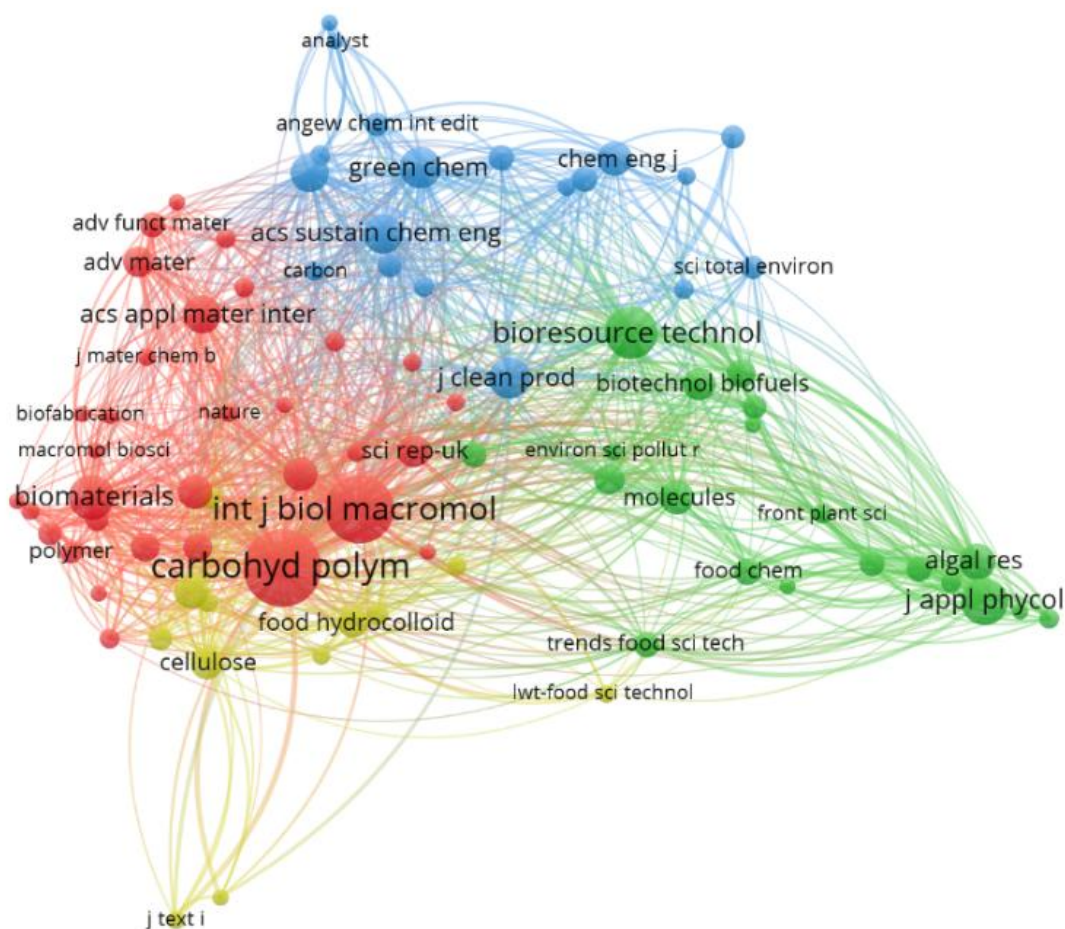 analyst
angew chem int edit
green chem
chem eng j
adv funct mater
acs sustain chem eng
adv mater
carbon
sci total environ
acs appl mater inter
bioresource technol
j mater chem b
j clean prod
biotechnol biofuels
biofabrication
nature
macromol biosci
sci rep-uk
environ sci pollut r
biomaterials
int j biol macromol
molecules
front plant sci
polymer
carbohyd polym
food chem
algal res
j appl phycol
food hydrocolloid
trends food sci tech
cellulose
lwt-food sci technol
j text i